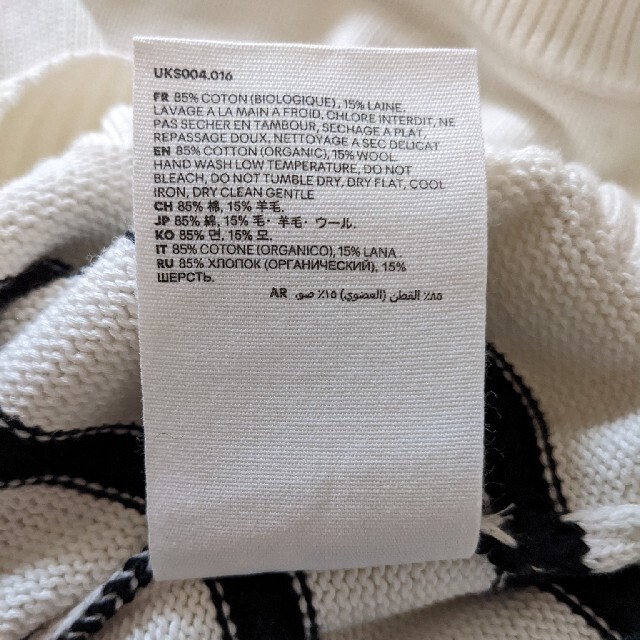 UKS004.016
FR 85% COTON (BIOLOGIQUE), 15% LAINE.
LAVAGE A LA MAIN A FROID, CHLORE INTERDIT, NE
PAS SECHER EN TAMBOUR, SECHAGE A PLAT,
REPASSAGE DOUX, NETTOYAGE A SEC DELICAT
EN 85% COTTON (ORGANIC), 15% WOOL
HAND WASH LOW TEMPERATURE, DO NOT
BLEACH, DO NOT TUMBLE DRY, DRY FLAT, COOL
IRON, DRY CLEAN GENTLE
CH 85% 棉, 15% 羊毛.
JP 85% 綿, 15% 毛・羊毛・ウール.
KO 85% 면, 15% 모.
IT 85% COTONE (ORGANICO), 15% LANA.
RU 85% ХЛОПОК (ОРГАНИЧЕСКИЙ), 15%
ШЕРСТЬ.
AR ٨٥٪ القطن (العضوي) ١٥٪ صوف